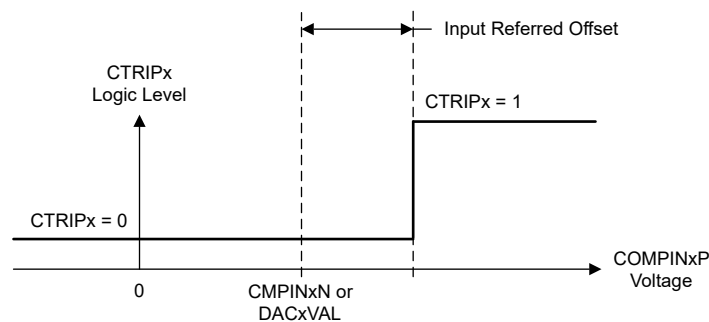 Input Referred Offset
CTRIPx
Logic Level
CTRIPx = 1
CTRIPx = 0
COMPINxP
Voltage
0
CMPINxN or
DACxVAL